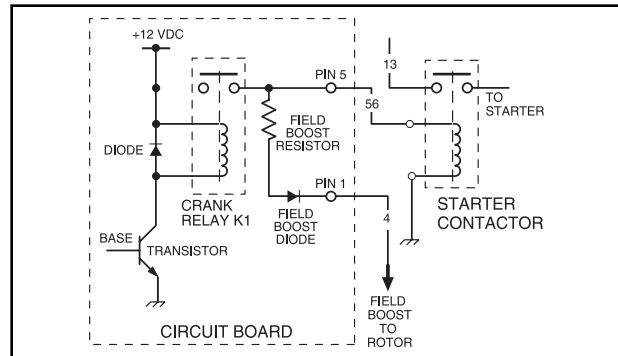 +12 VDC
13
PIN 5
56
TO
STARTER
FIELD
BOOST
RESISTOR
DIODE
PIN 1
CRANK
RELAY K1
FIELD
BOOST
DIODE
4
STARTER
CONTACTOR
BASE
TRANSISTOR
FIELD
BOOST
TO
ROTOR
CIRCUIT BOARD